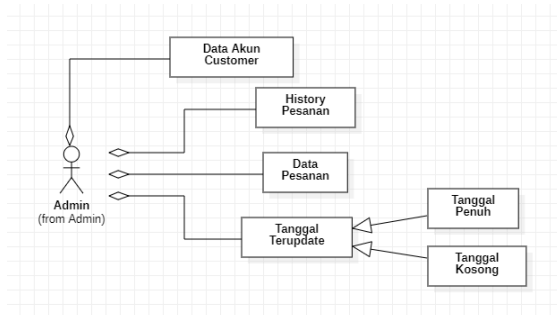 Data Akun
Customer
History
Pesanan
Data
Pesanan
Admin
(from Admin)
Tanggal
Terupdate
Tanggal
Penuh
Tanggal
Kosong